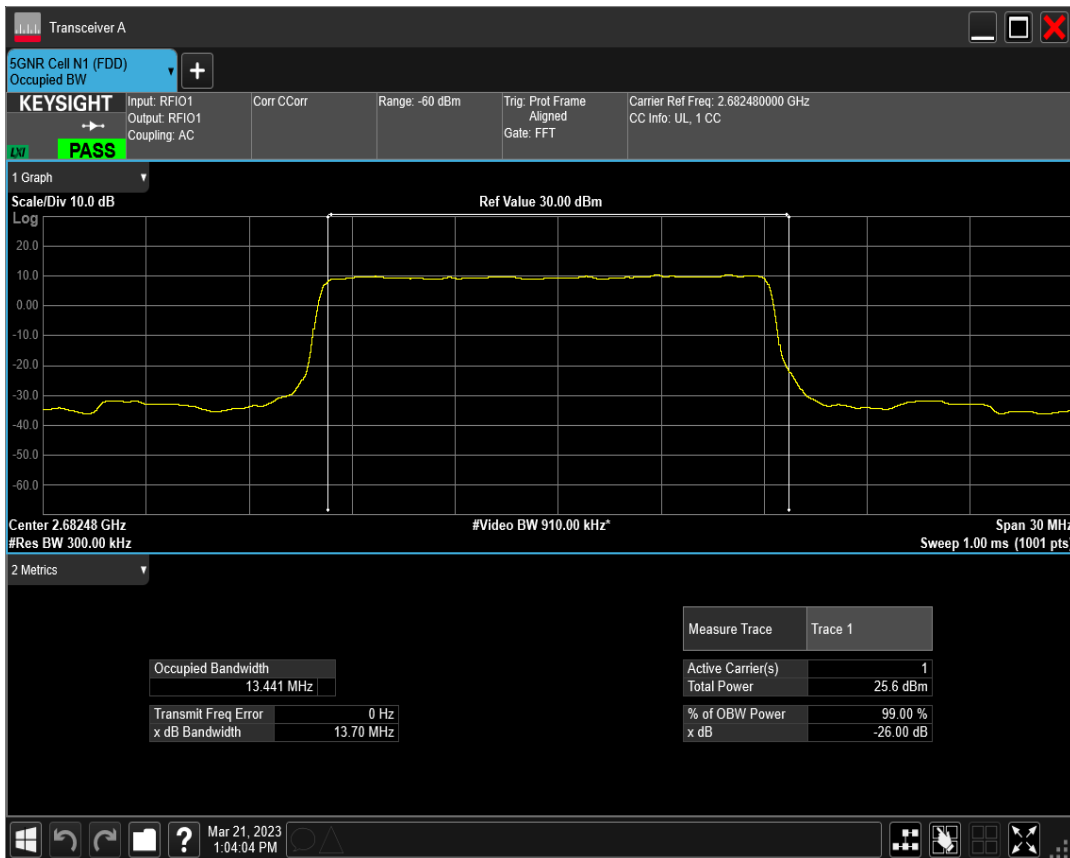 Transceiver A
5GNR Cell N1 (FDD)
Occupied BW
+
KEYSIGHT
LXI
PASS
Input: RFIO1
Output: RFIO1
Coupling: AC
Corr CCorr
Range: -60 dBm
Trig: Prot Frame
Aligned
Gate: FFT
Carrier Ref Freq: 2.682480000 GHz
CC Info: UL, 1 CC
1 Graph
Scale/Div 10.0 dB
Ref Value 30.00 dBm
Log
20.0
10.0
0.00
-10.0
-20.0
-30.0
-40.0
-50.0
-60.0
Center 2.68248 GHz
#Video BW 910.00 kHz*
Span 30 MHz
#Res BW 300.00 kHz
Sweep 1.00 ms (1001 pts)
2 Metrics
Measure Trace Trace 1
Occupied Bandwidth
13.441 MHz
Active Carrier(s) 1
Total Power 25.6 dBm
Transmit Freq Error 0 Hz
x dB Bandwidth 13.70 MHz
% of OBW Power 99.00 %
x dB -26.00 dB
?
Mar 21, 2023
1:04:04 PM